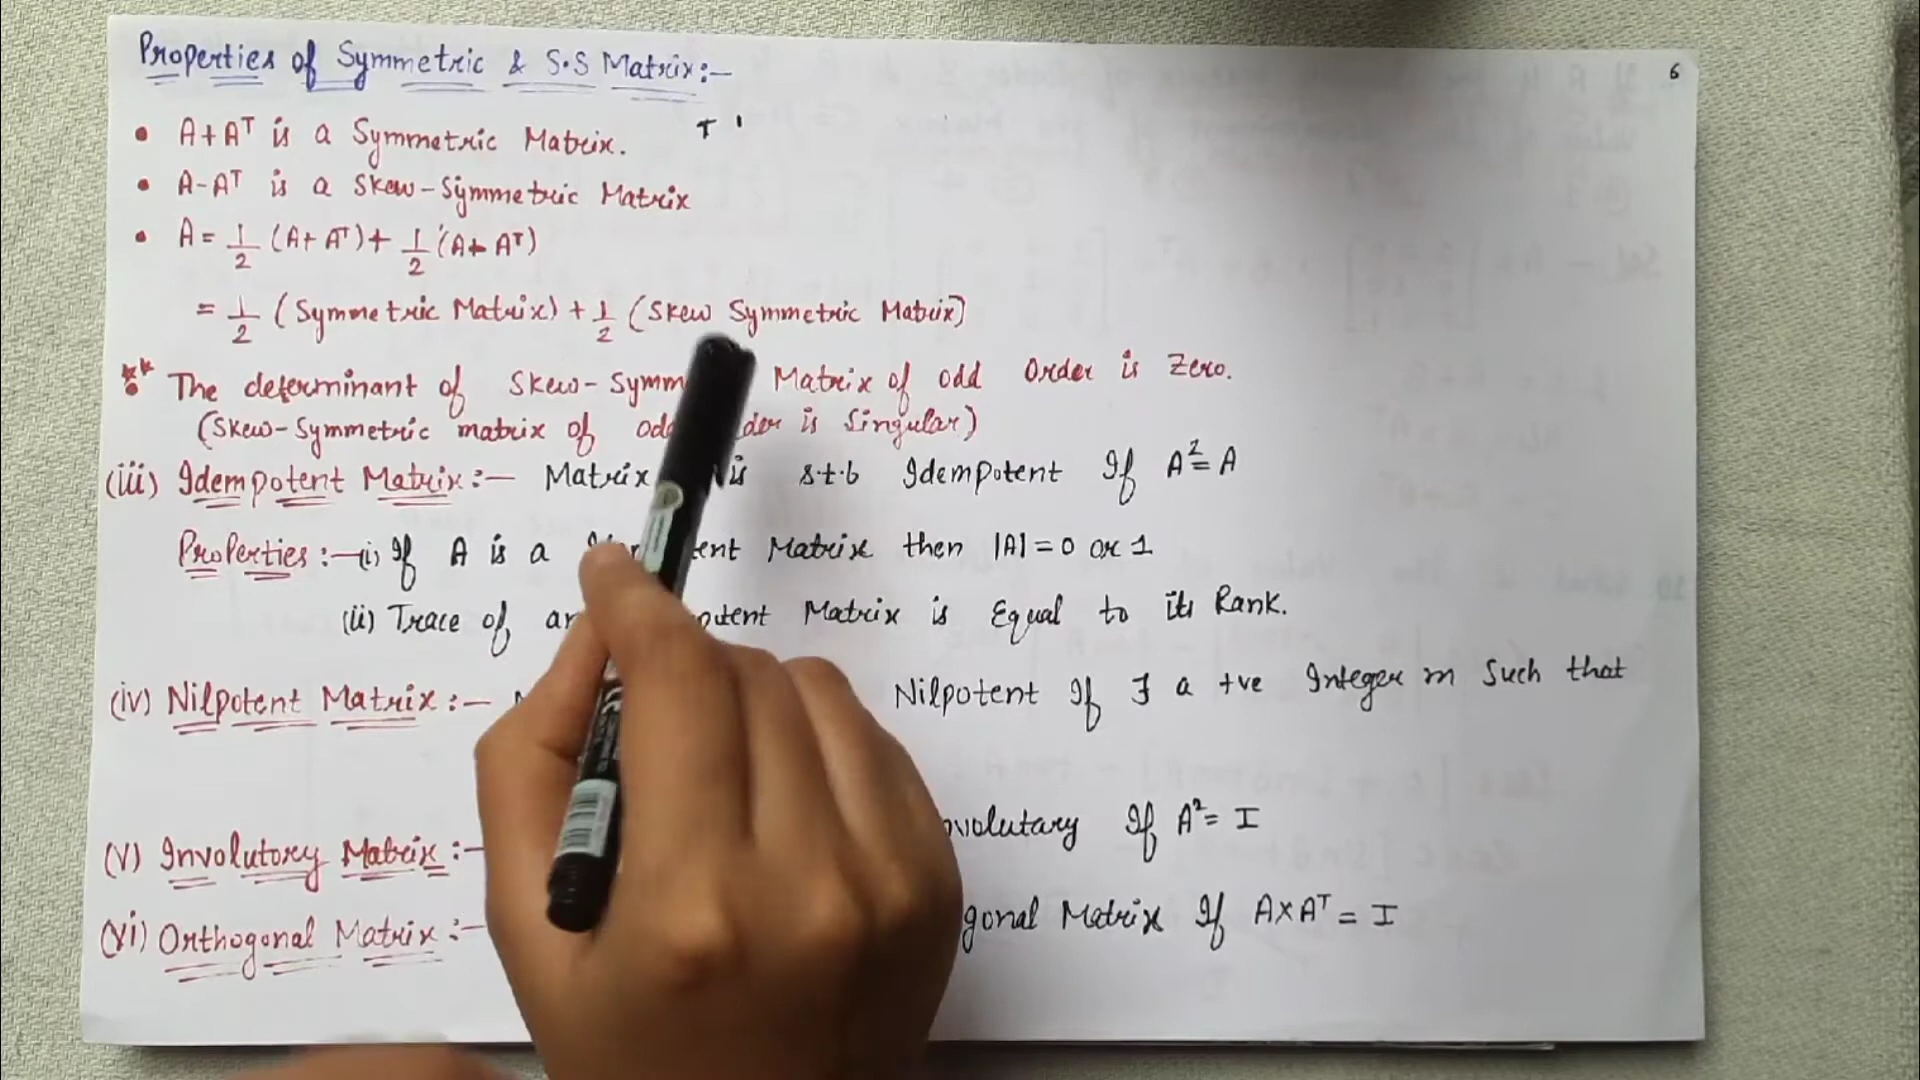 Properties of Symmetric & S.S Matrix:-
6
T '
• A+Aᵀ is a Symmetric Matrix.
• A-Aᵀ is a Skew-Symmetric Matrix
• A = 1/2 (A+Aᵀ) + 1/2 (A+Aᵀ)
= 1/2 (Symmetric Matrix) + 1/2 (Skew Symmetric Matrix)
** • The determinant of Skew-Symm Matrix of odd Order is Zero.
(Skew-Symmetric matrix of odd der is Singular)
(iii) Idempotent Matrix:- Matrix is s.t.b Idempotent If A²=A
Properties:-(i) If A is a Idem ent Matrix then |A|=0 or 1
(ii) Trace of an potent Matrix is Equal to its Rank.
(iv) Nilpotent Matrix:- Nilpotent If ∃ a +ve Integer m Such that
(v) Involutory Matrix:- volutary If A²= I
(vi) Orthogonal Matrix:- gonal Matrix If A×Aᵀ = I